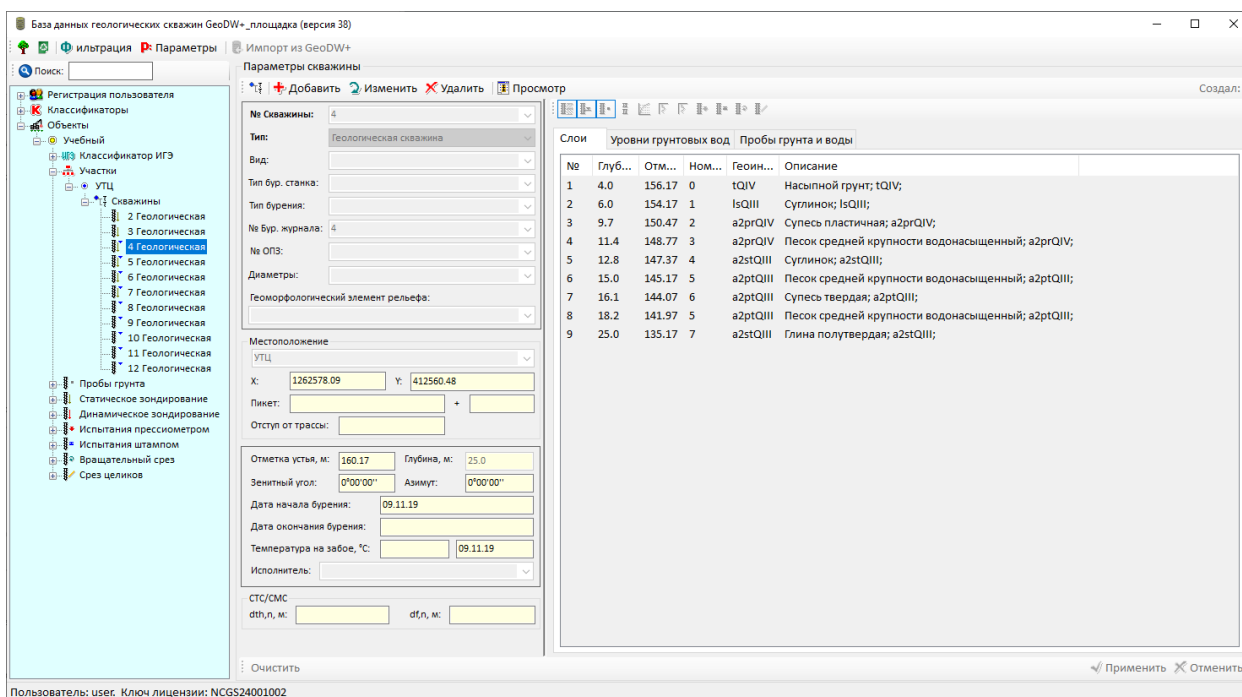 База данных геологических скважин GeoDW+_площадка (версия 38)
Фильтрация Параметры Импорт из GeoDW+
Поиск:
Регистрация пользователя
Классификаторы
Объекты
Учебный
Классификатор ИГЭ
Участки
УТЦ
Скважины
2 Геологическая
3 Геологическая
4 Геологическая
5 Геологическая
6 Геологическая
7 Геологическая
8 Геологическая
9 Геологическая
10 Геологическая
11 Геологическая
12 Геологическая
Пробы грунта
Статическое зондирование
Динамическое зондирование
Испытания прессиометром
Испытания штампом
Вращательный срез
Срез целиков
Параметры скважины
Добавить Изменить Удалить Просмотр
Создал:
№ Скважины: 4
Тип: Геологическая скважина
Вид:
Тип бур. станка:
Тип бурения:
№ Бур. журнала: 4
№ ОПЗ:
Диаметры:
Геоморфологический элемент рельефа:
Местоположение
УТЦ
X: 1262578.09 Y: 412560.48
Пикет: +
Отступ от трассы:
Отметка устья, м: 160.17 Глубина, м: 25.0
Зенитный угол: 0°00'00'' Азимут: 0°00'00''
Дата начала бурения: 09.11.19
Дата окончания бурения:
Температура на забое, °С: 09.11.19
Исполнитель:
СТС/СМС
dth,n, м: df,n, м:
Слои Уровни грунтовых вод Пробы грунта и воды
№ Глуб... Отм... Ном... Геоин... Описание
1 4.0 156.17 0 tQIV Насыпной грунт; tQIV;
2 6.0 154.17 1 lsQIII Суглинок; lsQIII;
3 9.7 150.47 2 a2prQIV Супесь пластичная; a2prQIV;
4 11.4 148.77 3 a2prQIV Песок средней крупности водонасыщенный; a2prQIV;
5 12.8 147.37 4 a2stQIII Суглинок; a2stQIII;
6 15.0 145.17 5 a2ptQIII Песок средней крупности водонасыщенный; a2ptQIII;
7 16.1 144.07 6 a2ptQIII Супесь твердая; a2ptQIII;
8 18.2 141.97 5 a2ptQIII Песок средней крупности водонасыщенный; a2ptQIII;
9 25.0 135.17 7 a2stQIII Глина полутвердая; a2stQIII;
Очистить Применить Отменить
Пользователь: user. Ключ лицензии: NCGS24001002